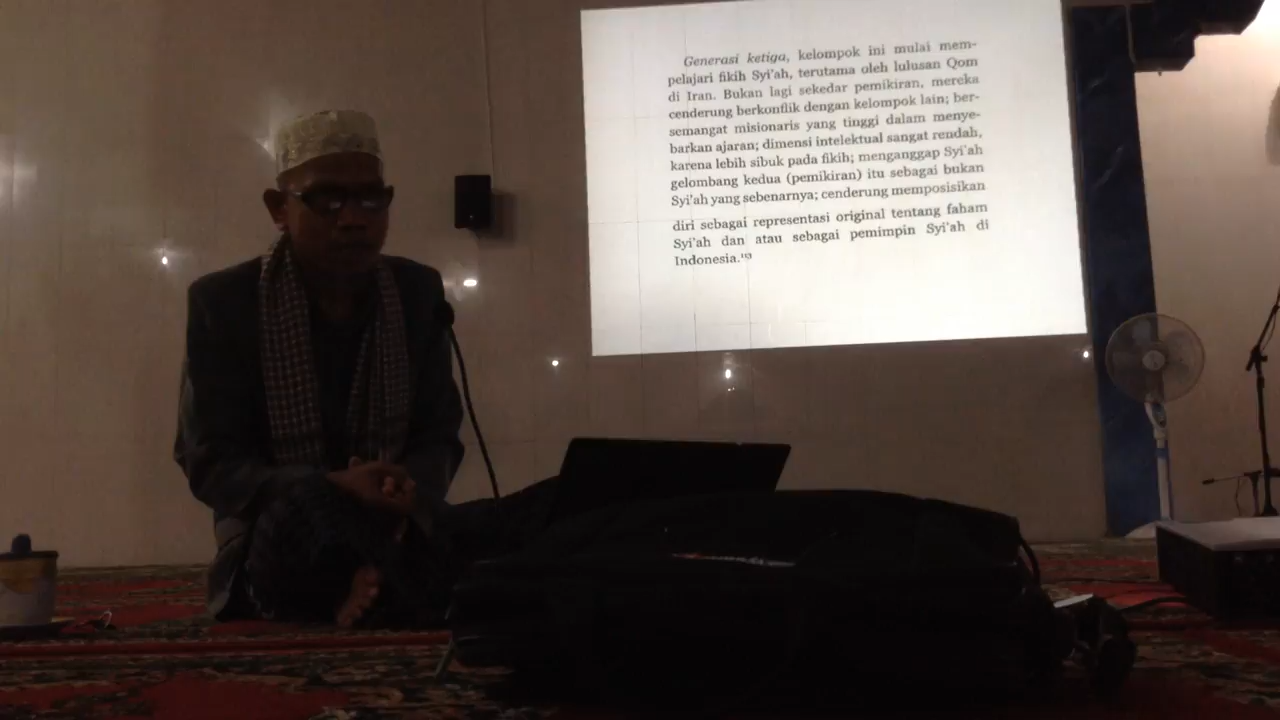 Generasi ketiga, kelompok ini mulai mem-
pelajari fikih Syi'ah, terutama oleh lulusan Qom
di Iran. Bukan lagi sekedar pemikiran, mereka
cenderung berkonflik dengan kelompok lain; ber-
semangat misionaris yang tinggi dalam menye-
barkan ajaran; dimensi intelektual sangat rendah,
karena lebih sibuk pada fikih; menganggap Syi'ah
gelombang kedua (pemikiran) itu sebagai bukan
Syi'ah yang sebenarnya; cenderung memposisikan
diri sebagai representasi original tentang faham
Syi'ah dan atau sebagai pemimpin Syi'ah di
Indonesia.